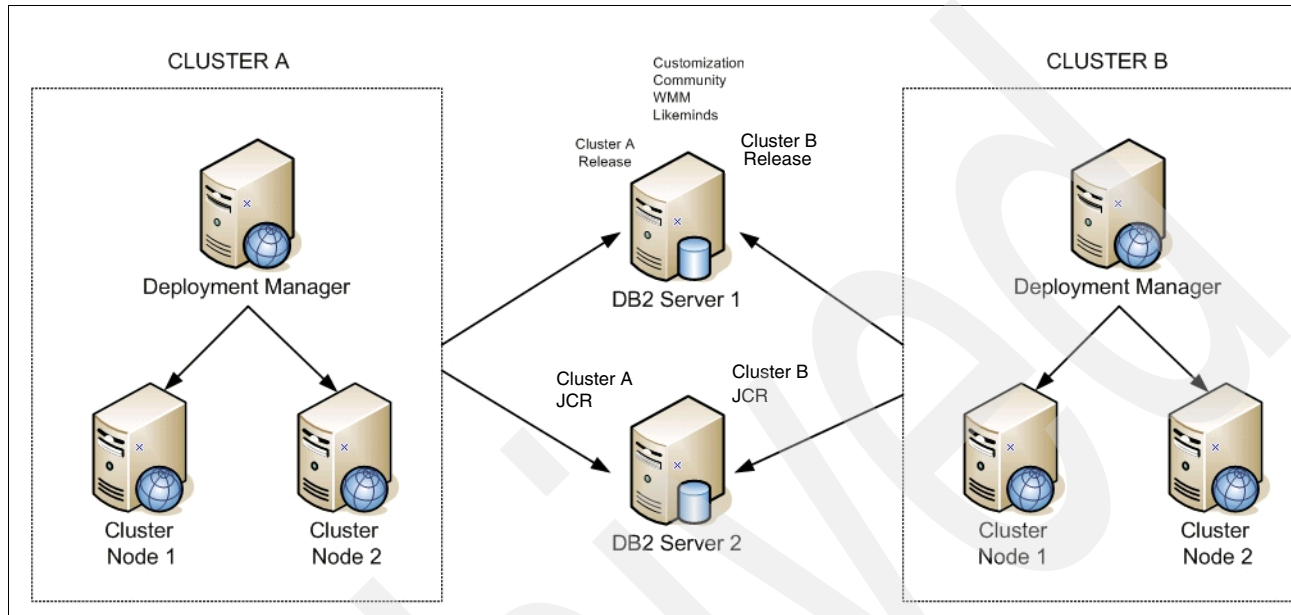 CLUSTER A
Customization
Community
WMM
Likeminds
CLUSTER B
Cluster A
Release
Cluster B
Release
Deployment Manager
DB2 Server 1
Deployment Manager
Cluster A
JCR
Cluster B
JCR
Cluster
Node 1
Cluster
Node 2
DB2 Server 2
Cluster
Node 1
Cluster
Node 2